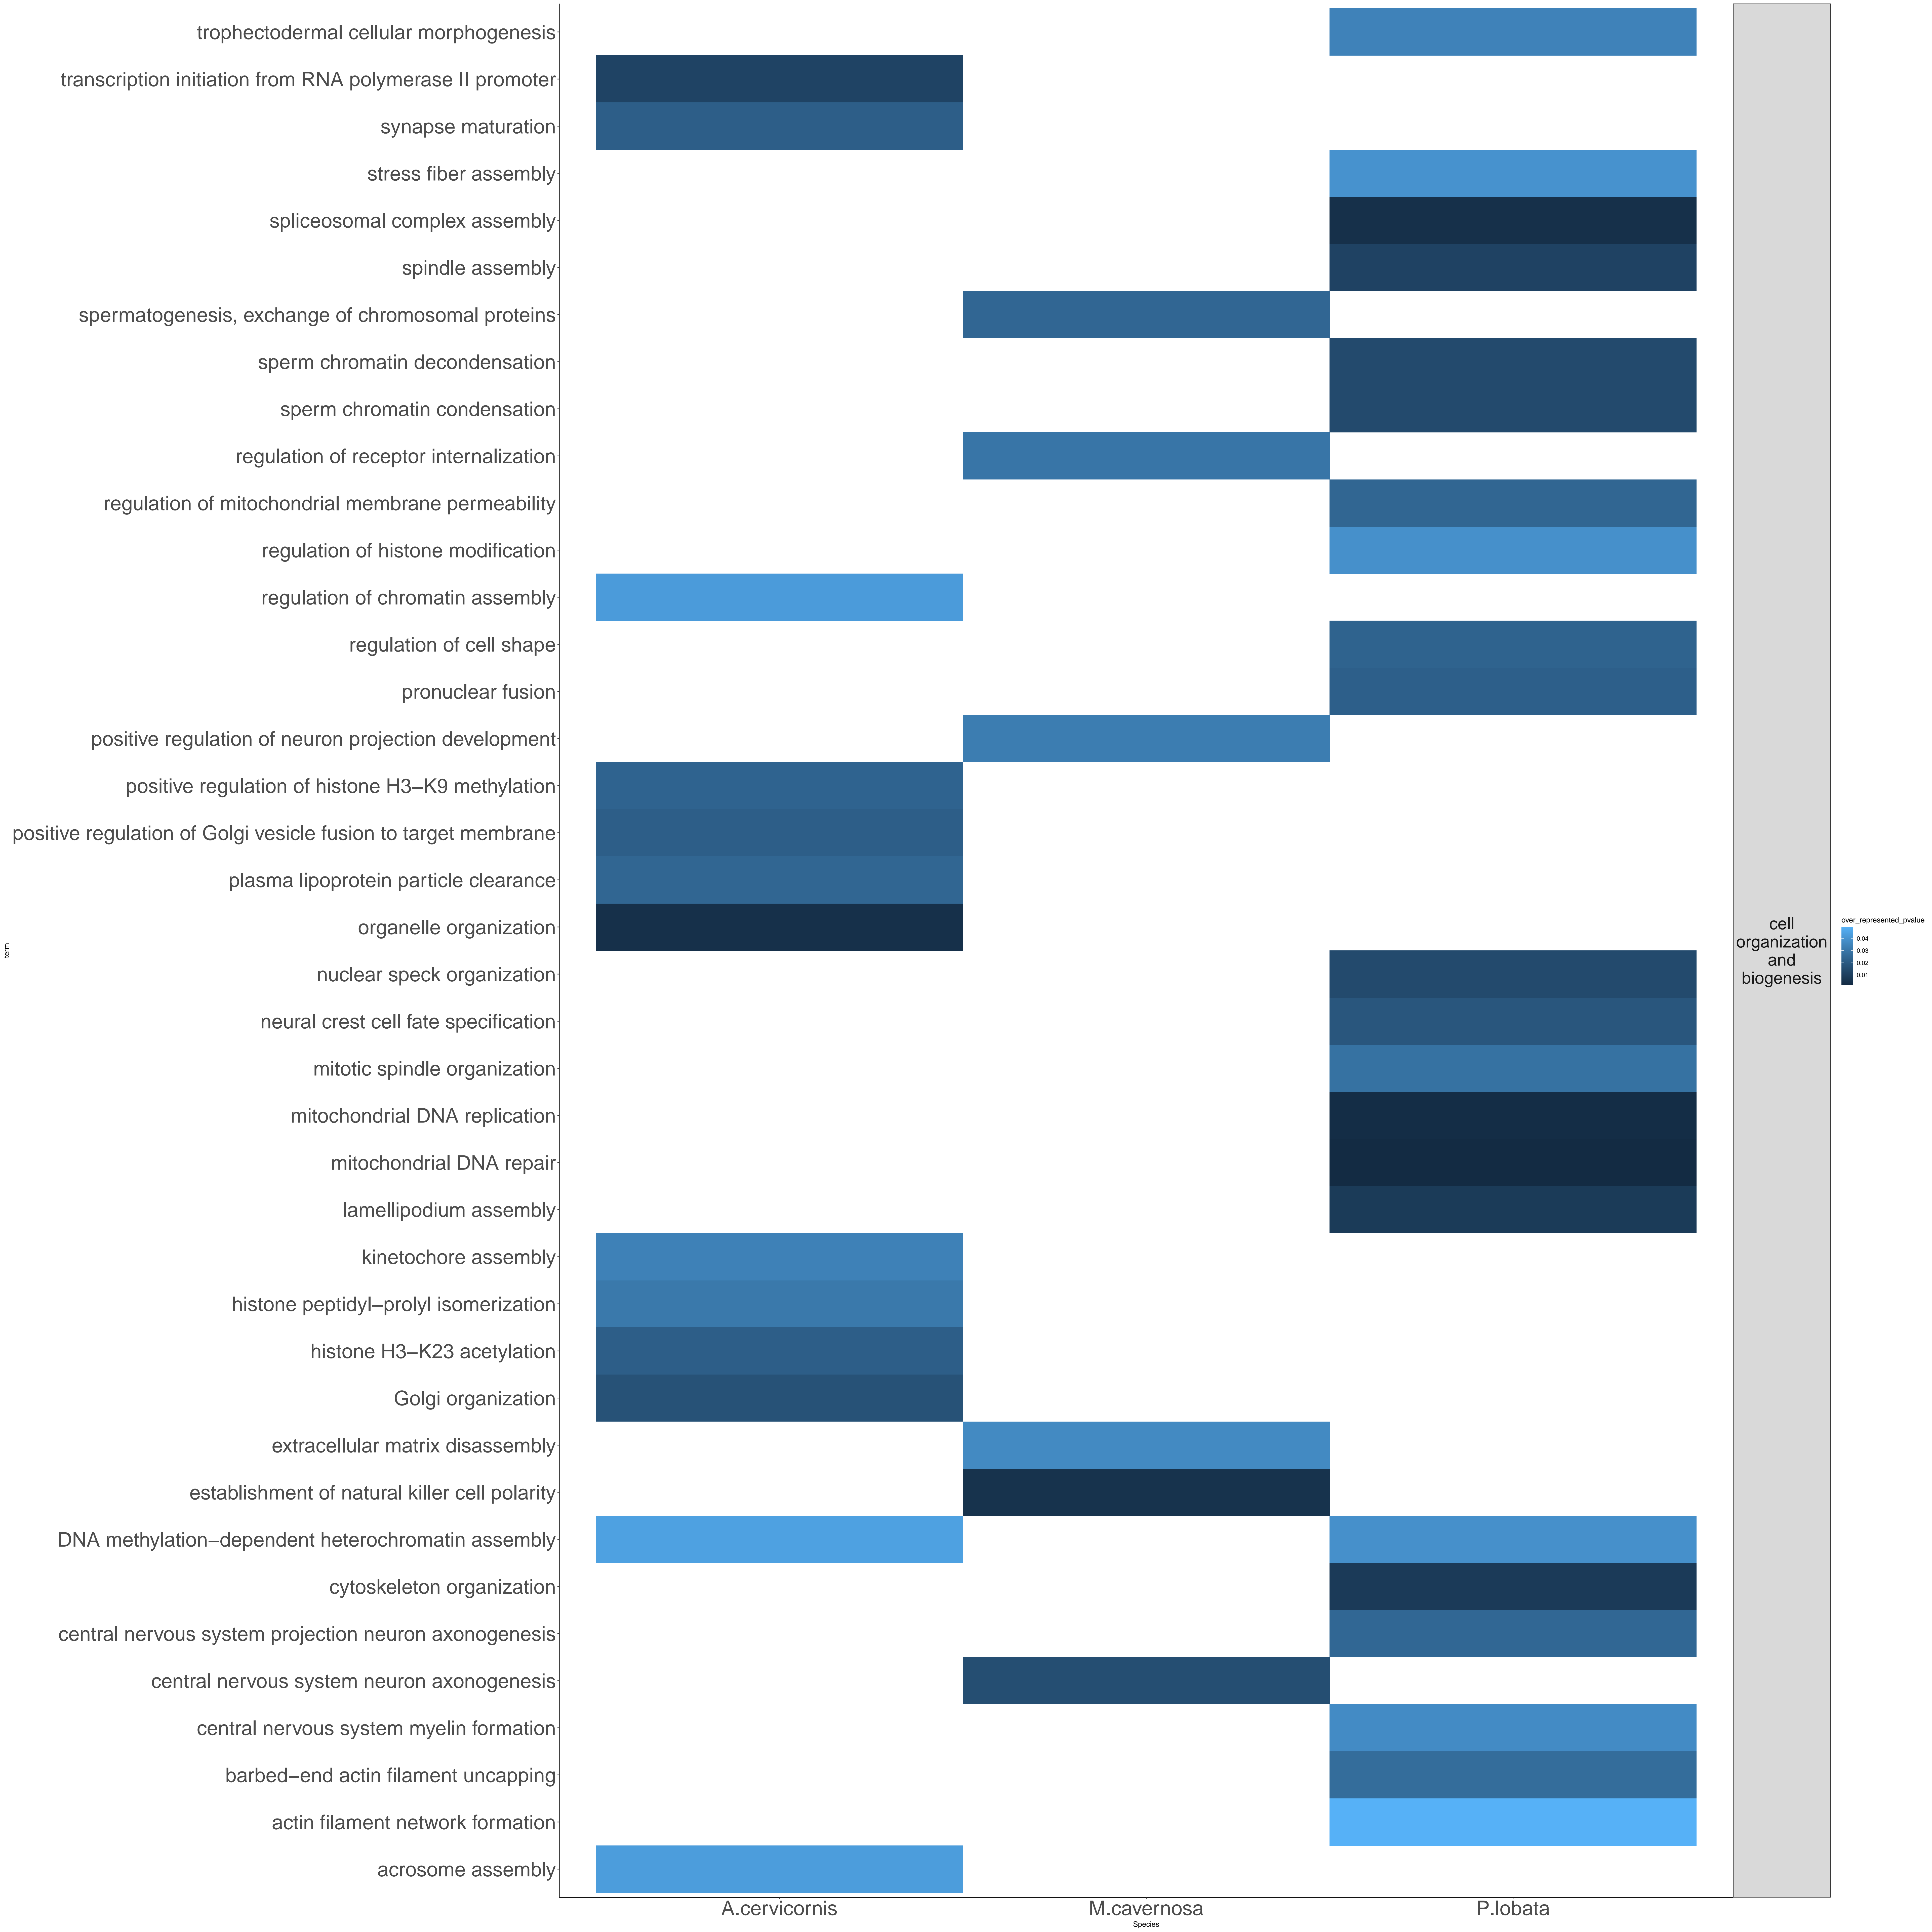 trophectodermal cellular morphogenesis
transcription initiation from RNA polymerase II promoter
synapse maturation
stress fiber assembly
spliceosomal complex assembly
spindle assembly
spermatogenesis, exchange of chromosomal proteins
sperm chromatin decondensation
sperm chromatin condensation
regulation of receptor internalization
regulation of mitochondrial membrane permeability
regulation of histone modification
regulation of chromatin assembly
regulation of cell shape
pronuclear fusion
positive regulation of neuron projection development
positive regulation of histone H3−K9 methylation
positive regulation of Golgi vesicle fusion to target membrane
plasma lipoprotein particle clearance
organelle organization
nuclear speck organization
neural crest cell fate specification
mitotic spindle organization
mitochondrial DNA replication
mitochondrial DNA repair
lamellipodium assembly
kinetochore assembly
histone peptidyl−prolyl isomerization
histone H3−K23 acetylation
Golgi organization
extracellular matrix disassembly
establishment of natural killer cell polarity
DNA methylation−dependent heterochromatin assembly
cytoskeleton organization
central nervous system projection neuron axonogenesis
central nervous system neuron axonogenesis
central nervous system myelin formation
barbed−end actin filament uncapping
actin filament network formation
acrosome assembly
term
A.cervicornis
M.cavernosa
P.lobata
Species
cell
organization
and
biogenesis
over_represented_pvalue
0.04
0.03
0.02
0.01